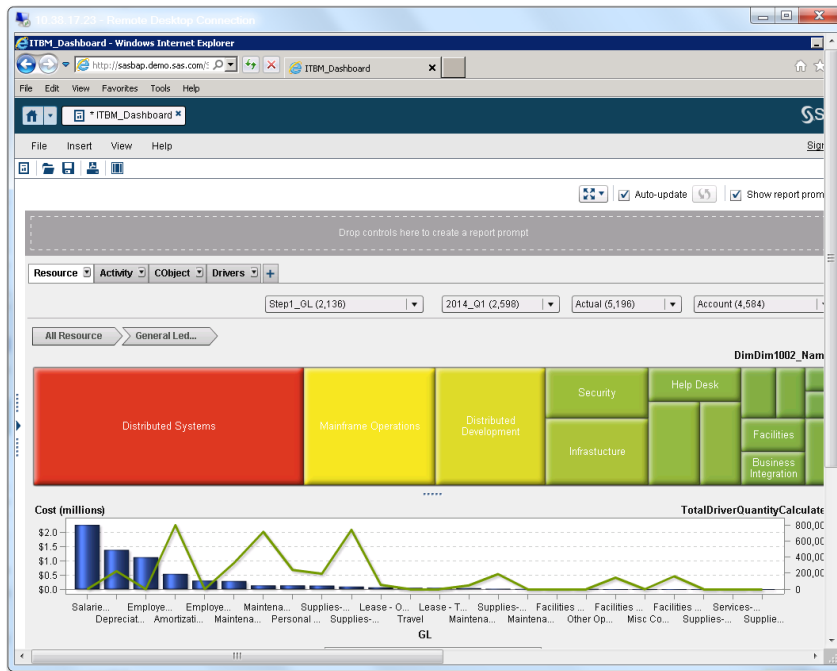 10.38.17.23 - Remote Desktop Connection
ITBM_Dashboard - Windows Internet Explorer
http://sasbap.demo.sas.com/S
ITBM_Dashboard
File Edit View Favorites Tools Help
* ITBM_Dashboard
File Insert View Help Sign
Auto-update Show report prom
Drop controls here to create a report prompt
Resource Activity CObject Drivers +
Step1_GL (2,136) 2014_Q1 (2,598) Actual (5,196) Account (4,584)
All Resource General Led...
DimDim1002_Nam
Distributed Systems
Mainframe Operations
Distributed
Development
Security
Infrastucture
Help Desk
Facilities
Business
Integration
Cost (millions) TotalDriverQuantityCalculate
$2.0 800,00
$1.5 600,00
$1.0 400,00
$0.5 200,00
$0.0 0
Salarie... Employe... Employe... Maintena... Supplies-... Lease - O... Lease - T... Supplies-... Facilities ... Facilities ... Facilities ... Services-...
Depreciat... Amortizati... Maintena... Personal ... Supplies-... Travel Maintena... Maintena... Other Op... Misc Co... Supplies-... Supplie...
GL